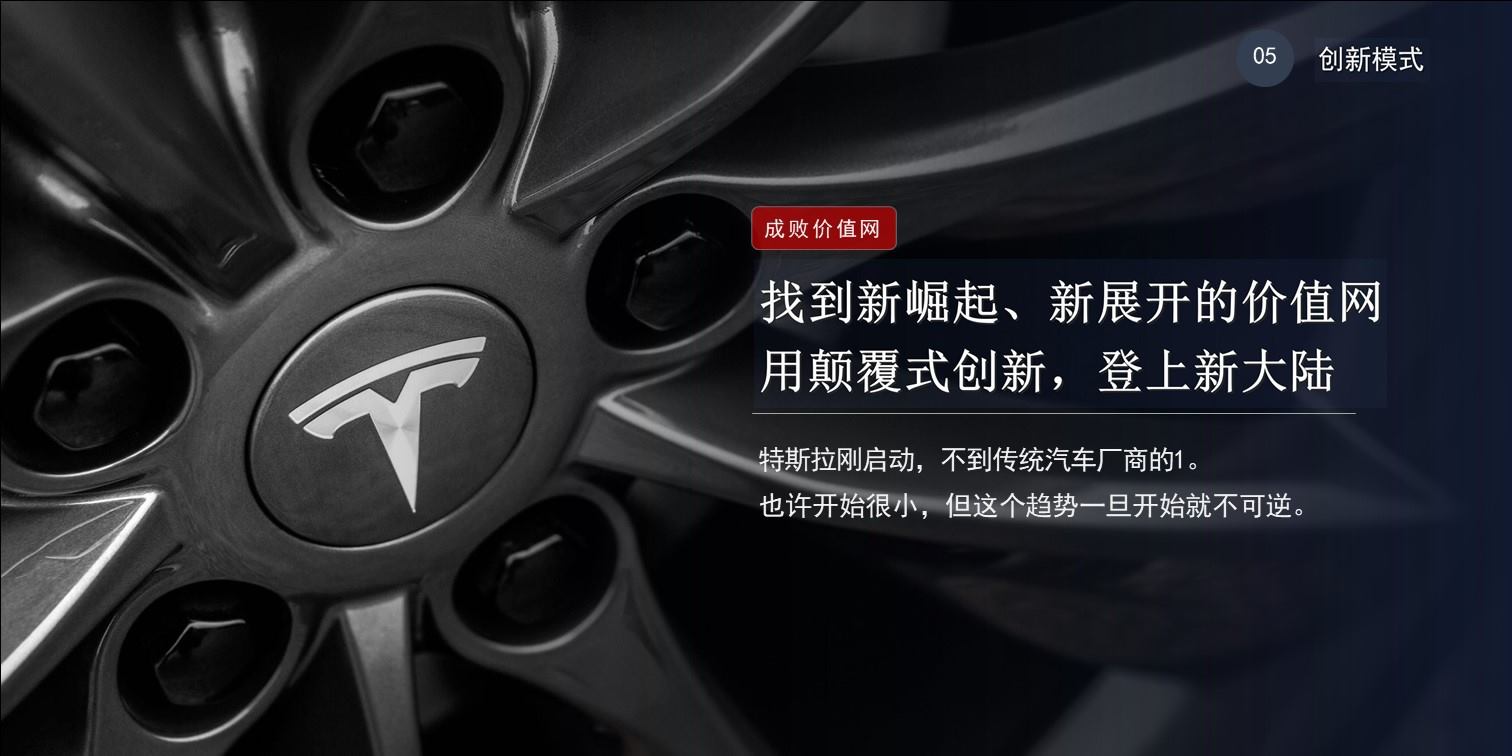 05
创新模式
成败价值网
找到新崛起、新展开的价值网
用颠覆式创新，登上新大陆
特斯拉刚启动，不到传统汽车厂商的1。
也许开始很小，但这个趋势一旦开始就不可逆。